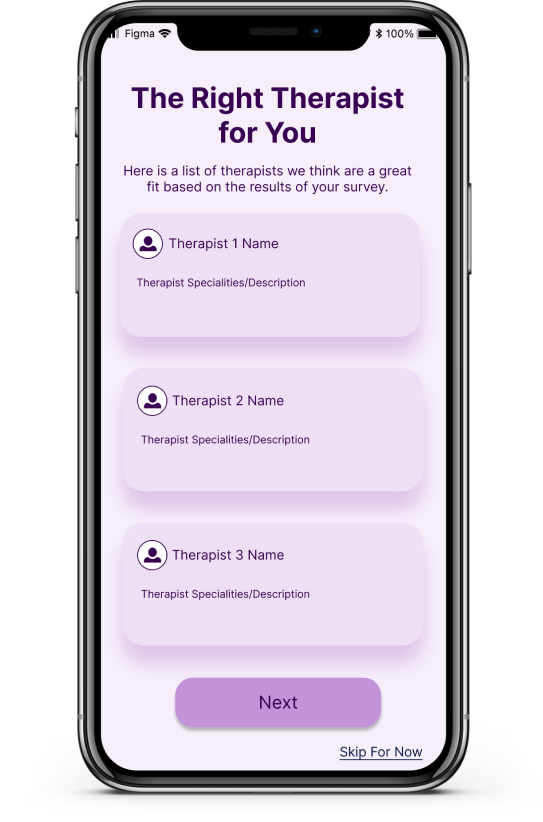 Figma 100%
The Right Therapist
for You
Here is a list of therapists we think are a great
fit based on the results of your survey.
Therapist 1 Name
Therapist Specialities/Description
Therapist 2 Name
Therapist Specialities/Description
Therapist 3 Name
Therapist Specialities/Description
Next
Skip For Now